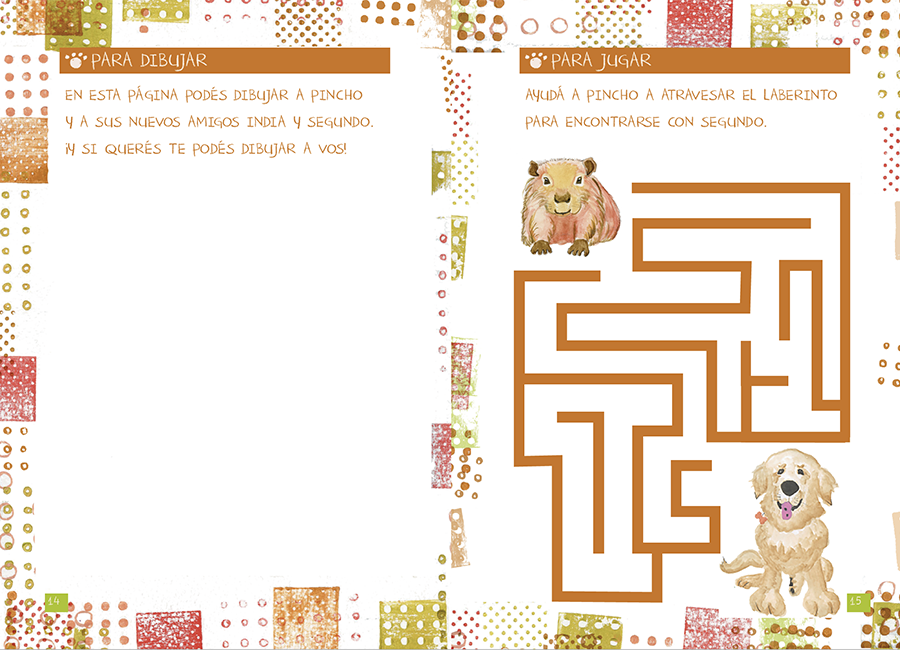 PARA DIBUJAR
EN ESTA PÁGINA PODÉS DIBUJAR A PINCHO
Y A SUS NUEVOS AMIGOS INDIA Y SEGUNDO.
¡Y SI QUERÉS TE PODÉS DIBUJAR A VOS!
14
PARA JUGAR
AYUDÁ A PINCHO A ATRAVESAR EL LABERINTO
PARA ENCONTRARSE CON SEGUNDO.
15